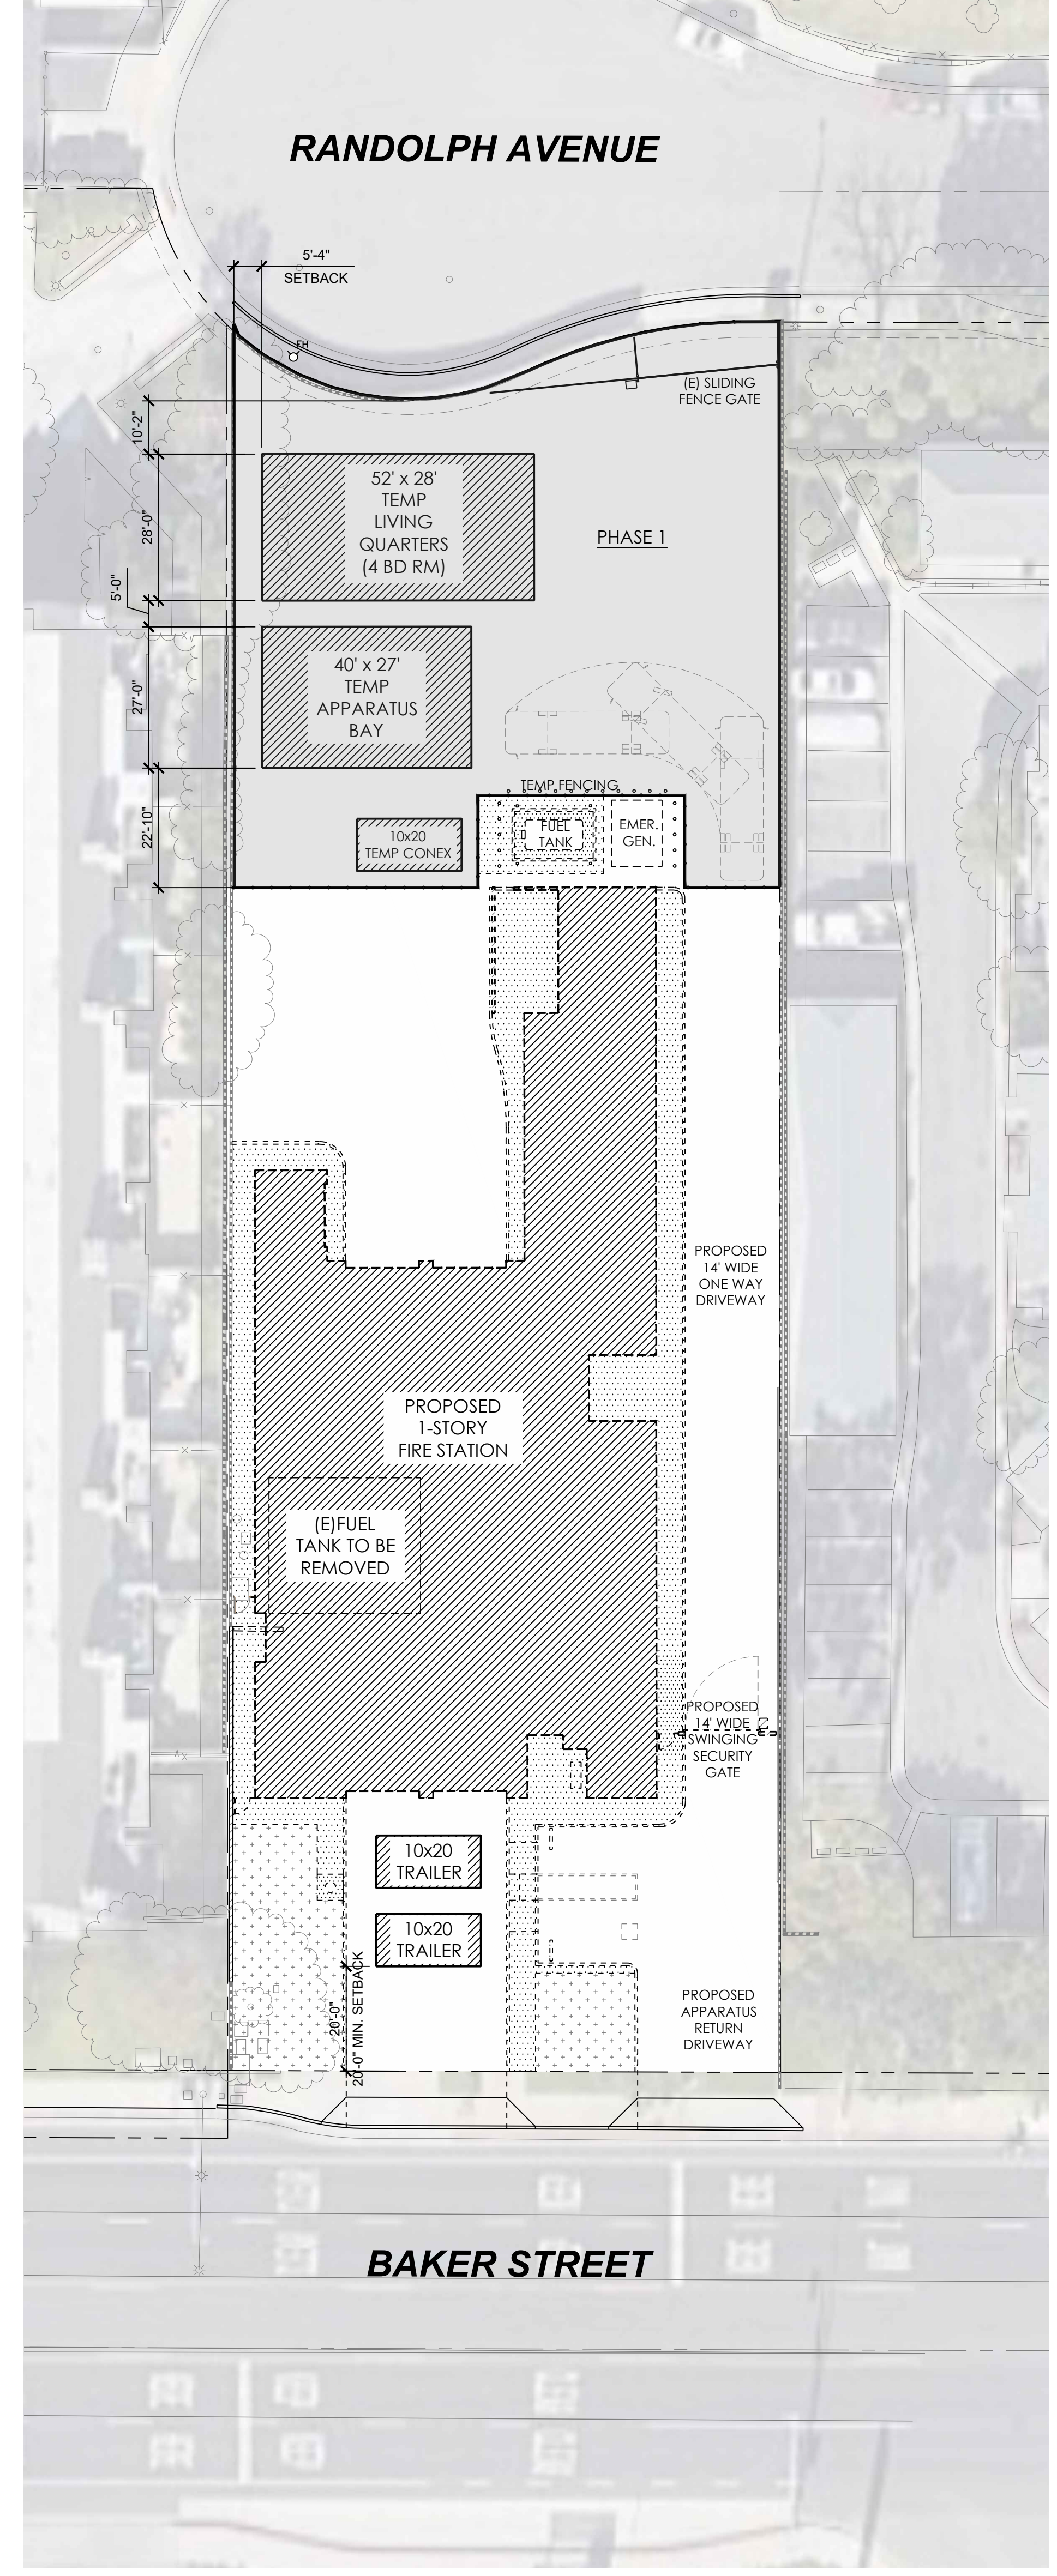 RANDOLPH AVENUE
5'-4"
SETBACK
FH
(E) SLIDING
FENCE GATE
10'-2"
28'-0"
5'-0"
27'-0"
22'-10"
52' x 28'
TEMP
LIVING
QUARTERS
(4 BD RM)
PHASE 1
40' x 27'
TEMP
APPARATUS
BAY
TEMP FENCING
10x20
TEMP CONEX
FUEL
TANK
EMER.
GEN.
PROPOSED
14' WIDE
ONE WAY
DRIVEWAY
PROPOSED
1-STORY
FIRE STATION
(E)FUEL
TANK TO BE
REMOVED
PROPOSED
14' WIDE
SWINGING
SECURITY
GATE
10x20
TRAILER
10x20
TRAILER
20'-0"
20'-0" MIN. SETBACK
PROPOSED
APPARATUS
RETURN
DRIVEWAY
BAKER STREET